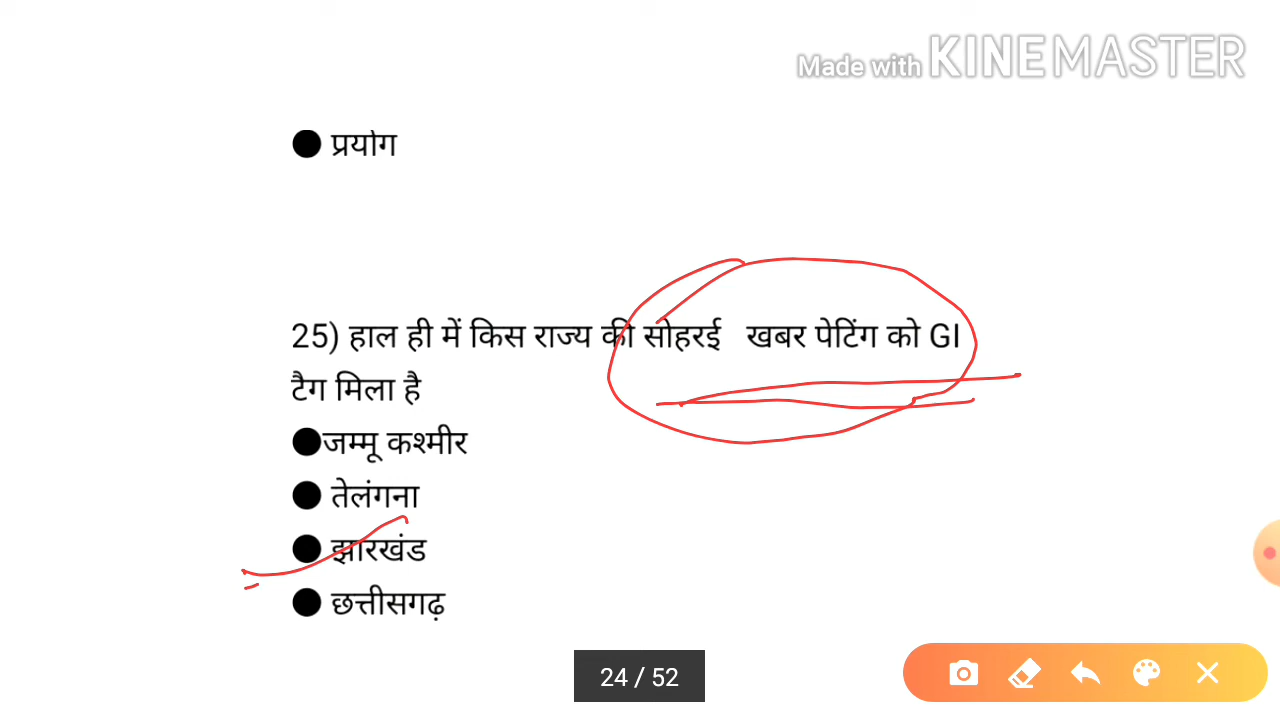 Made with KINEMASTER
● प्रयोग
25) हाल ही में किस राज्य की सोहरई खबर पेटिंग को GI
टैग मिला है
●जम्मू कश्मीर
● तेलंगना
● झारखंड
● छत्तीसगढ़
24 / 52